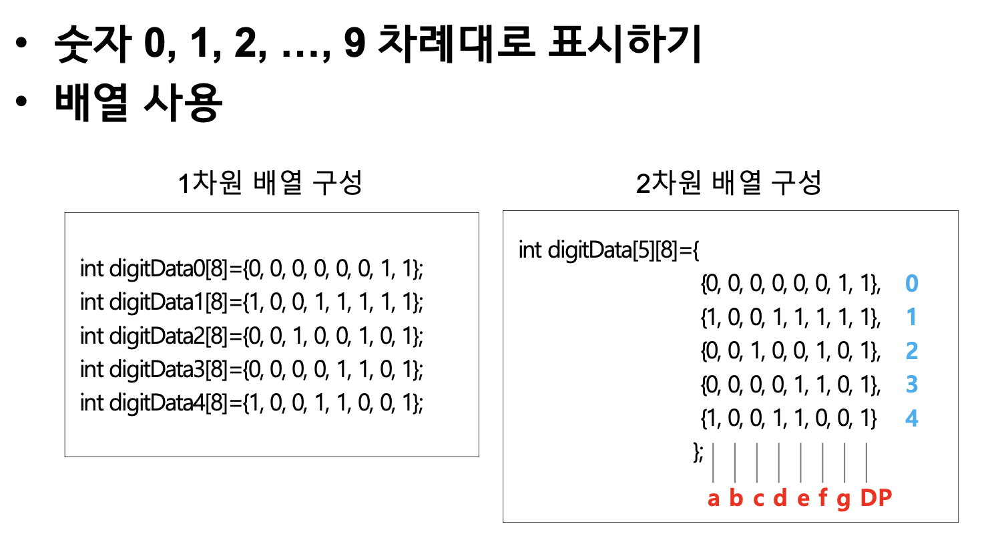 • 숫자 0, 1, 2, ..., 9 차례대로 표시하기
• 배열 사용
1차원 배열 구성
int digitData0[8]={0, 0, 0, 0, 0, 0, 1, 1};
int digitData1[8]={1, 0, 0, 1, 1, 1, 1, 1};
int digitData2[8]={0, 0, 1, 0, 0, 1, 0, 1};
int digitData3[8]={0, 0, 0, 0, 1, 1, 0, 1};
int digitData4[8]={1, 0, 0, 1, 1, 0, 0, 1};
2차원 배열 구성
int digitData[5][8]={
{0, 0, 0, 0, 0, 0, 1, 1}, 0
{1, 0, 0, 1, 1, 1, 1, 1}, 1
{0, 0, 1, 0, 0, 1, 0, 1}, 2
{0, 0, 0, 0, 1, 1, 0, 1}, 3
{1, 0, 0, 1, 1, 0, 0, 1} 4
};
a b c d e f g DP